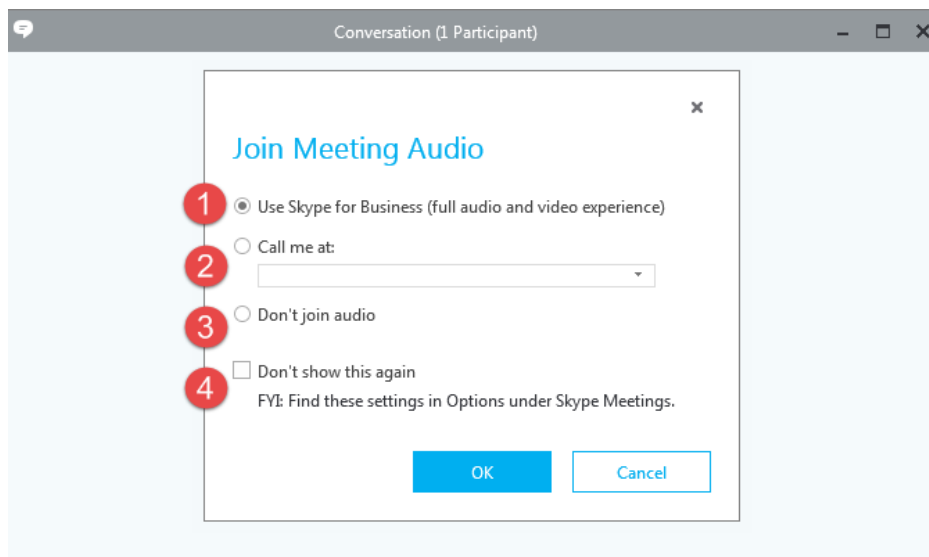 Conversation (1 Participant)
Join Meeting Audio
1 Use Skype for Business (full audio and video experience)
Call me at:
2
Don't join audio
3
Don't show this again
4
FYI: Find these settings in Options under Skype Meetings.
OK Cancel